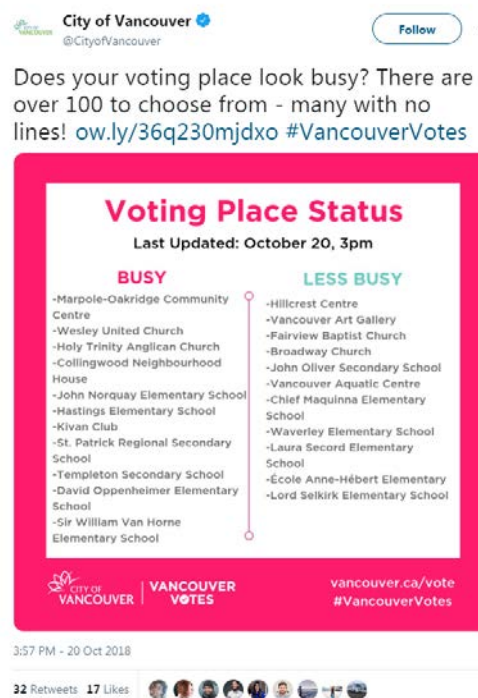 City of Vancouver
@CityofVancouver
Follow
Does your voting place look busy? There are
over 100 to choose from - many with no
lines! ow.ly/36q230mjdxo #VancouverVotes
Voting Place Status
Last Updated: October 20, 3pm
BUSY
-Marpole-Oakridge Community
Centre
-Wesley United Church
-Holy Trinity Anglican Church
-Collingwood Neighbourhood
House
-John Norquay Elementary School
-Hastings Elementary School
-Kivan Club
-St. Patrick Regional Secondary
School
-Templeton Secondary School
-David Oppenheimer Elementary
School
-Sir William Van Horne
Elementary School
LESS BUSY
-Hillcrest Centre
-Vancouver Art Gallery
-Fairview Baptist Church
-Broadway Church
-John Oliver Secondary School
-Vancouver Aquatic Centre
-Chief Maquinna Elementary
School
-Waverley Elementary School
-Laura Secord Elementary
School
-École Anne-Hébert Elementary
-Lord Selkirk Elementary School
CITY OF
VANCOUVER
VANCOUVER
VOTES
vancouver.ca/vote
#VancouverVotes
3:57 PM - 20 Oct 2018
32 Retweets 17 Likes